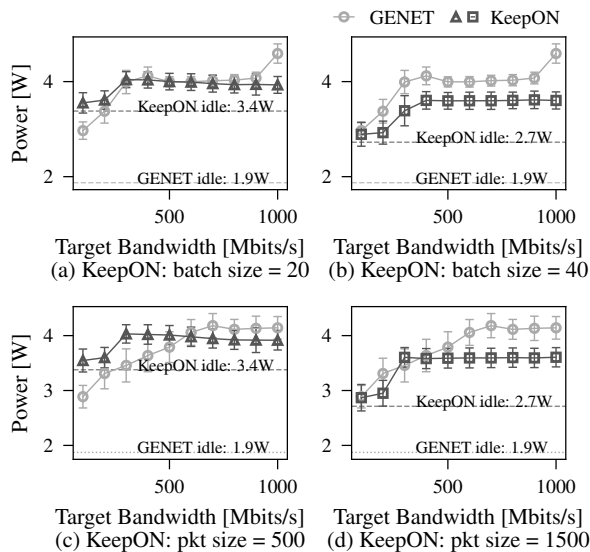 GENET KeepON
Power [W]
4
2
KeepON idle: 3.4W
GENET idle: 1.9W
500
1000
Target Bandwidth [Mbits/s]
(a) KeepON: batch size = 20
4
2
KeepON idle: 2.7W
GENET idle: 1.9W
500
1000
Target Bandwidth [Mbits/s]
(b) KeepON: batch size = 40
Power [W]
4
3
2
KeepON idle: 3.4W
GENET idle: 1.9W
500
1000
Target Bandwidth [Mbits/s]
(c) KeepON: pkt size = 500
4
3
2
KeepON idle: 2.7W
GENET idle: 1.9W
500
1000
Target Bandwidth [Mbits/s]
(d) KeepON: pkt size = 1500